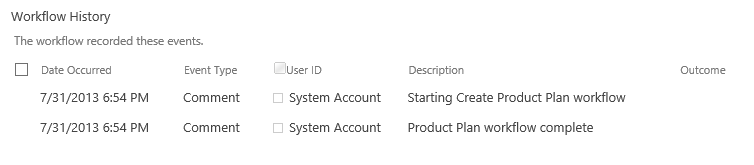 Workflow History
The workflow recorded these events.
Date Occurred Event Type User ID Description Outcome
7/31/2013 6:54 PM Comment System Account Starting Create Product Plan workflow
7/31/2013 6:54 PM Comment System Account Product Plan workflow complete